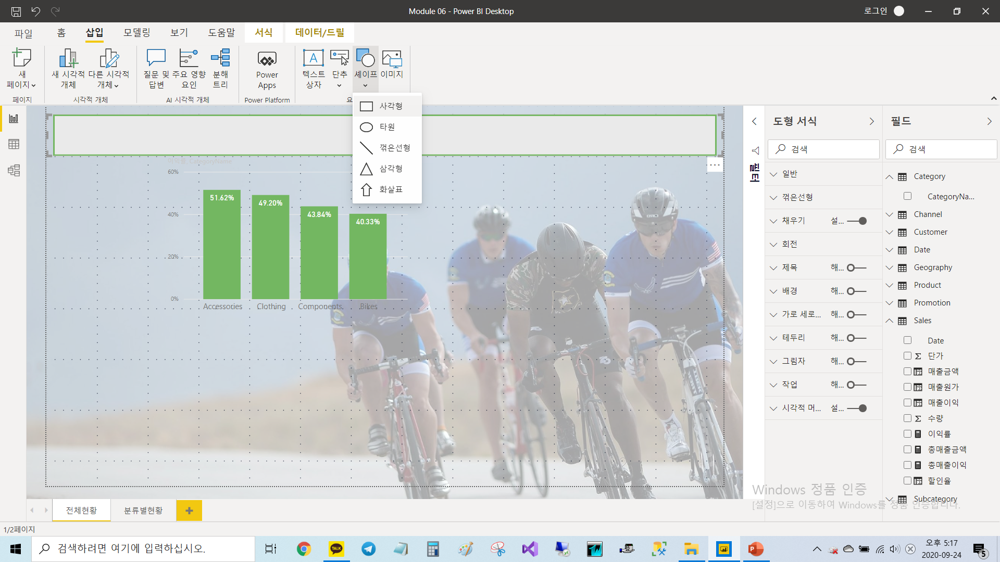 Module 06 - Power BI Desktop
로그인
파일
홈
삽입
모델링
보기
도움말
서식
데이터/드릴
새
페이지
페이지
새 시각적
개체
다른 시각적
개체
시각적 개체
질문 및
답변
주요 영향
요인
분해
트리
AI 시각적 개체
Power
Apps
Power Platform
A
텍스트
상자
단추
셰이프
이미지
요
사각형
타원
꺾은선형
삼각형
화살표
이익률, CategoryName
60%
40%
20%
0%
51.62%
49.20%
43.84%
40.33%
Accessories
Clothing
Components
Bikes
필터
도형 서식
검색
일반
꺾은선형
채우기 설...
회전
제목 해...
배경 해...
가로 세로... 해...
테두리 해...
그림자 해...
작업 해...
시각적 머... 설...
필드
검색
Category
CategoryNa...
Channel
Customer
Date
Geography
Product
Promotion
Sales
Date
단가
매출금액
매출원가
매출이익
수량
이익률
총매출금액
총매출이익
할인율
Subcategory
Windows 정품 인증
[설정]으로 이동하여 Windows를 정품 인증합니다.
전체현황
분류별현황
1/2페이지
검색하려면 여기에 입력하십시오.
TALK
오후 5:17
2020-09-24
5